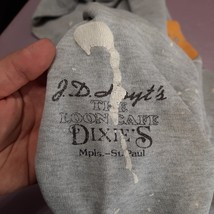 J.D. Hoyt's
THE
LOON CAFE
DIXIE'S
Mpls.-St. Paul